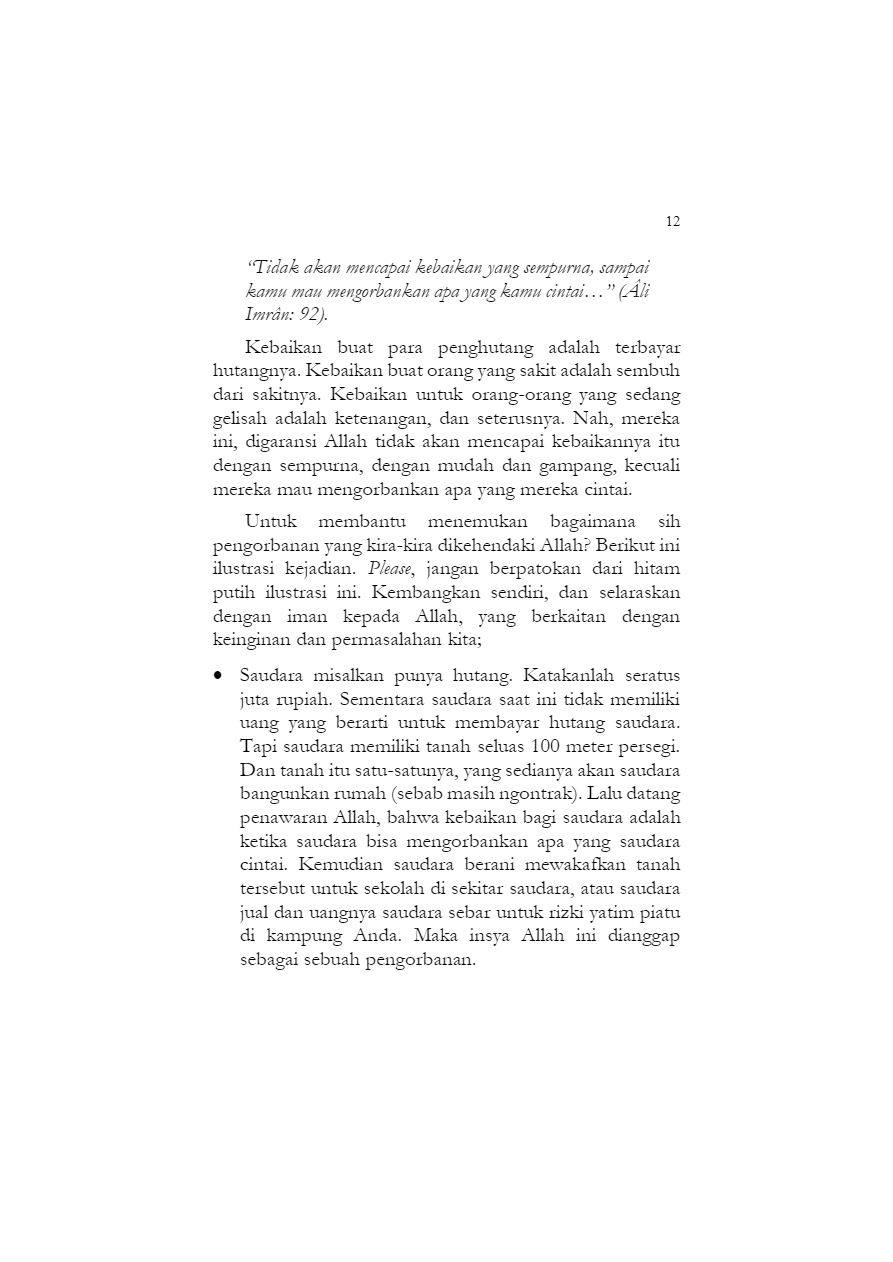 12
“Tidak akan mencapai kebaikan yang sempurna, sampai
kamu mau mengorbankan apa yang kamu cintai…” (Âli
Imrân: 92).
Kebaikan buat para penghutang adalah terbayar
hutangnya. Kebaikan buat orang yang sakit adalah sembuh
dari sakitnya. Kebaikan untuk orang-orang yang sedang
gelisah adalah ketenangan, dan seterusnya. Nah, mereka
ini, digaransi Allah tidak akan mencapai kebaikannya itu
dengan sempurna, dengan mudah dan gampang, kecuali
mereka mau mengorbankan apa yang mereka cintai.
Untuk membantu menemukan bagaimana sih
pengorbanan yang kira-kira dikehendaki Allah? Berikut ini
ilustrasi kejadian. Please, jangan berpatokan dari hitam
putih ilustrasi ini. Kembangkan sendiri, dan selaraskan
dengan iman kepada Allah, yang berkaitan dengan
keinginan dan permasalahan kita;
• Saudara misalkan punya hutang. Katakanlah seratus
juta rupiah. Sementara saudara saat ini tidak memiliki
uang yang berarti untuk membayar hutang saudara.
Tapi saudara memiliki tanah seluas 100 meter persegi.
Dan tanah itu satu-satunya, yang sedianya akan saudara
bangunkan rumah (sebab masih ngontrak). Lalu datang
penawaran Allah, bahwa kebaikan bagi saudara adalah
ketika saudara bisa mengorbankan apa yang saudara
cintai. Kemudian saudara berani mewakafkan tanah
tersebut untuk sekolah di sekitar saudara, atau saudara
jual dan uangnya saudara sebar untuk rizki yatim piatu
di kampung Anda. Maka insya Allah ini dianggap
sebagai sebuah pengorbanan.